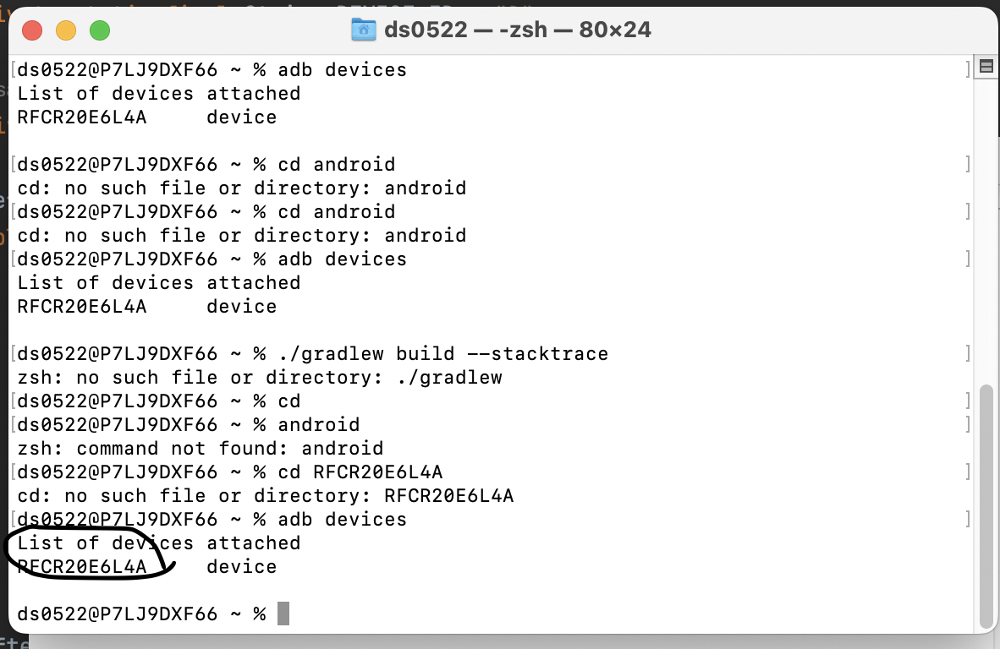 ds0522 — -zsh — 80×24
[ds0522@P7LJ9DXF66 ~ % adb devices ]
List of devices attached
RFCR20E6L4A device
[ds0522@P7LJ9DXF66 ~ % cd android ]
cd: no such file or directory: android
[ds0522@P7LJ9DXF66 ~ % cd android ]
cd: no such file or directory: android
[ds0522@P7LJ9DXF66 ~ % adb devices ]
List of devices attached
RFCR20E6L4A device
[ds0522@P7LJ9DXF66 ~ % ./gradlew build --stacktrace ]
zsh: no such file or directory: ./gradlew
[ds0522@P7LJ9DXF66 ~ % cd ]
[ds0522@P7LJ9DXF66 ~ % android ]
zsh: command not found: android
[ds0522@P7LJ9DXF66 ~ % cd RFCR20E6L4A ]
cd: no such file or directory: RFCR20E6L4A
[ds0522@P7LJ9DXF66 ~ % adb devices ]
List of devices attached
RFCR20E6L4A device
ds0522@P7LJ9DXF66 ~ %